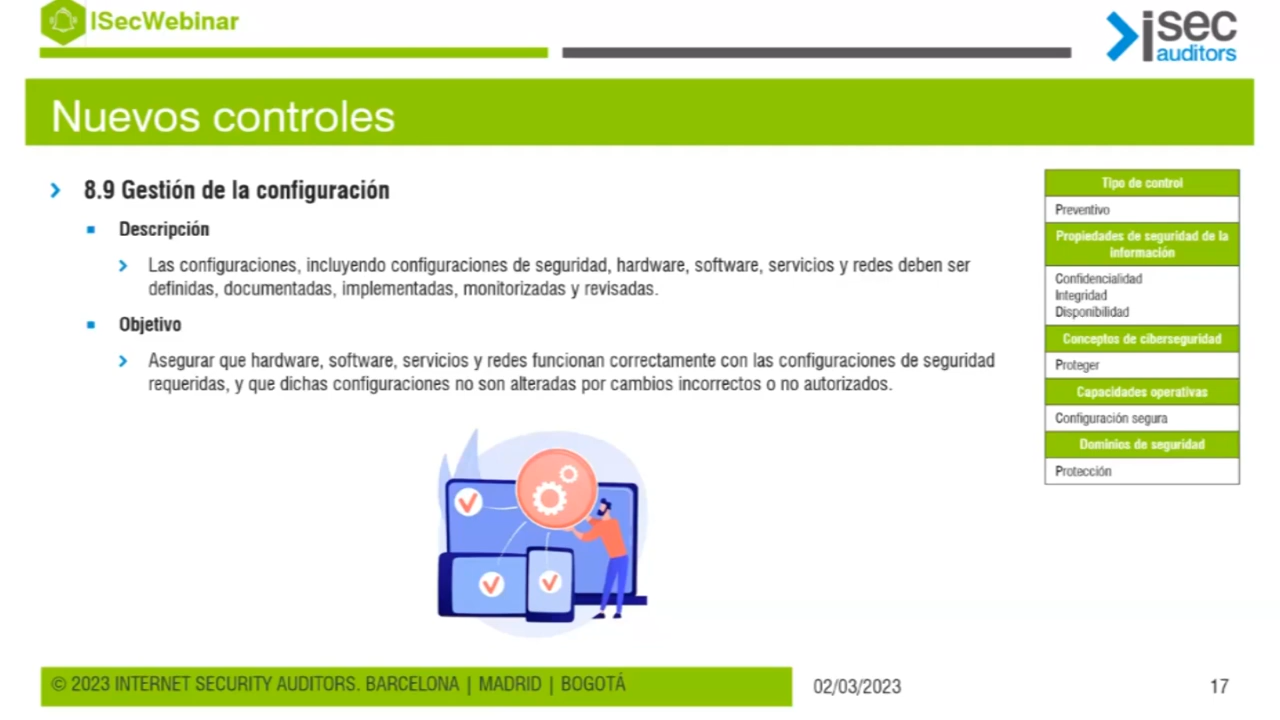 ISecWebinar
isec
auditors
Nuevos controles
8.9 Gestión de la configuración
Descripción
Las configuraciones, incluyendo configuraciones de seguridad, hardware, software, servicios y redes deben ser
definidas, documentadas, implementadas, monitorizadas y revisadas.
Objetivo
Asegurar que hardware, software, servicios y redes funcionan correctamente con las configuraciones de seguridad
requeridas, y que dichas configuraciones no son alteradas por cambios incorrectos o no autorizados.
Tipo de control
Preventivo
Propiedades de seguridad de la
información
Confidencialidad
Integridad
Disponibilidad
Conceptos de ciberseguridad
Proteger
Capacidades operativas
Configuración segura
Dominios de seguridad
Protección
© 2023 INTERNET SECURITY AUDITORS. BARCELONA | MADRID | BOGOTÁ
02/03/2023
17